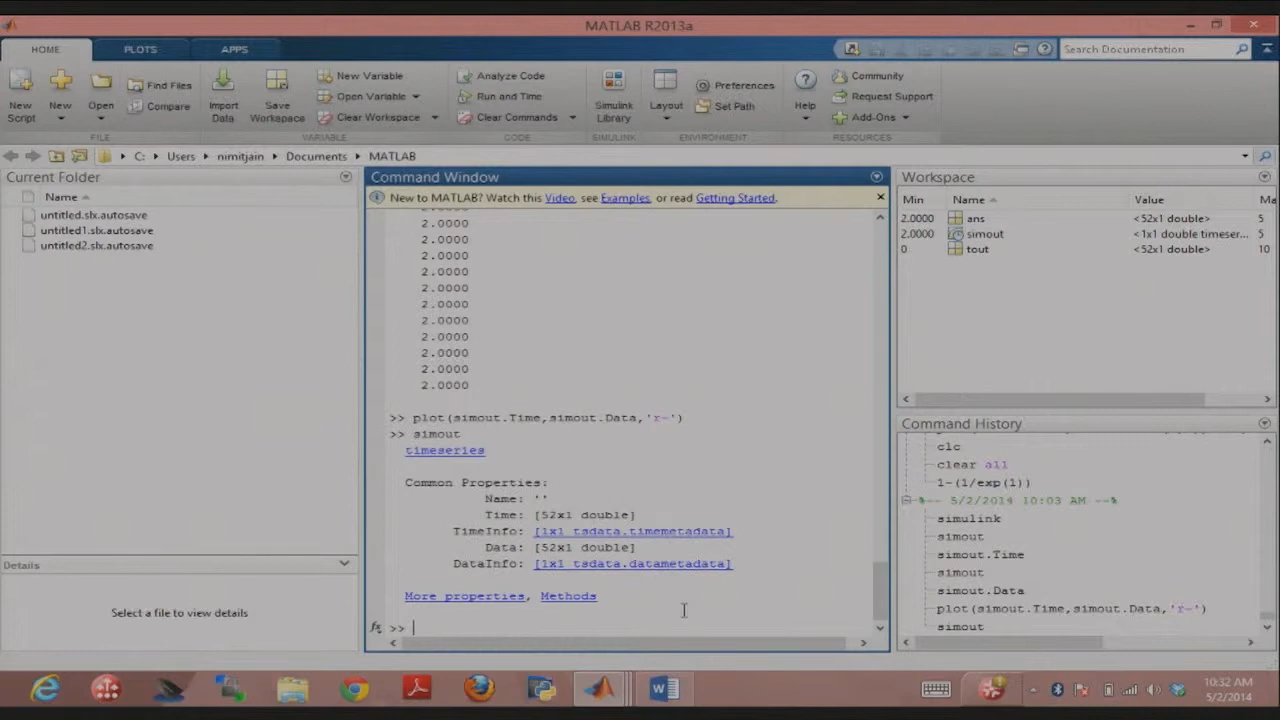 MATLAB R2013a
HOME PLOTS APPS Search Documentation
New Script
New
Open
Find Files
Compare
Import Data
Save Workspace
New Variable
Open Variable
Clear Workspace
Analyze Code
Run and Time
Clear Commands
Simulink Library
Layout
Preferences
Set Path
Help
Community
Request Support
Add-Ons
FILE VARIABLE CODE SIMULINK ENVIRONMENT RESOURCES
C: Users nimitjain Documents MATLAB
Current Folder
Name
untitled.slx.autosave
untitled1.slx.autosave
untitled2.slx.autosave
Details
Select a file to view details
Command Window
New to MATLAB? Watch this Video, see Examples, or read Getting Started.
2.0000
2.0000
2.0000
2.0000
2.0000
2.0000
2.0000
2.0000
2.0000
2.0000
2.0000
>> plot(simout.Time,simout.Data,'r-')
>> simout
timeseries
Common Properties:
Name: ''
Time: [52x1 double]
TimeInfo: [1x1 tsdata.timemetadata]
Data: [52x1 double]
DataInfo: [1x1 tsdata.datametadata]
More properties, Methods
fx >>
Workspace
Min Name Value Ma
2.0000 ans <52x1 double> 5
2.0000 simout <1x1 double timeser... 5
0 tout <52x1 double> 10
Command History
clc
clear all
1-(1/exp(1))
%-- 5/2/2014 10:03 AM --%
simulink
simout
simout.Time
simout
simout.Data
plot(simout.Time,simout.Data,'r-')
simout
10:32 AM
5/2/2014